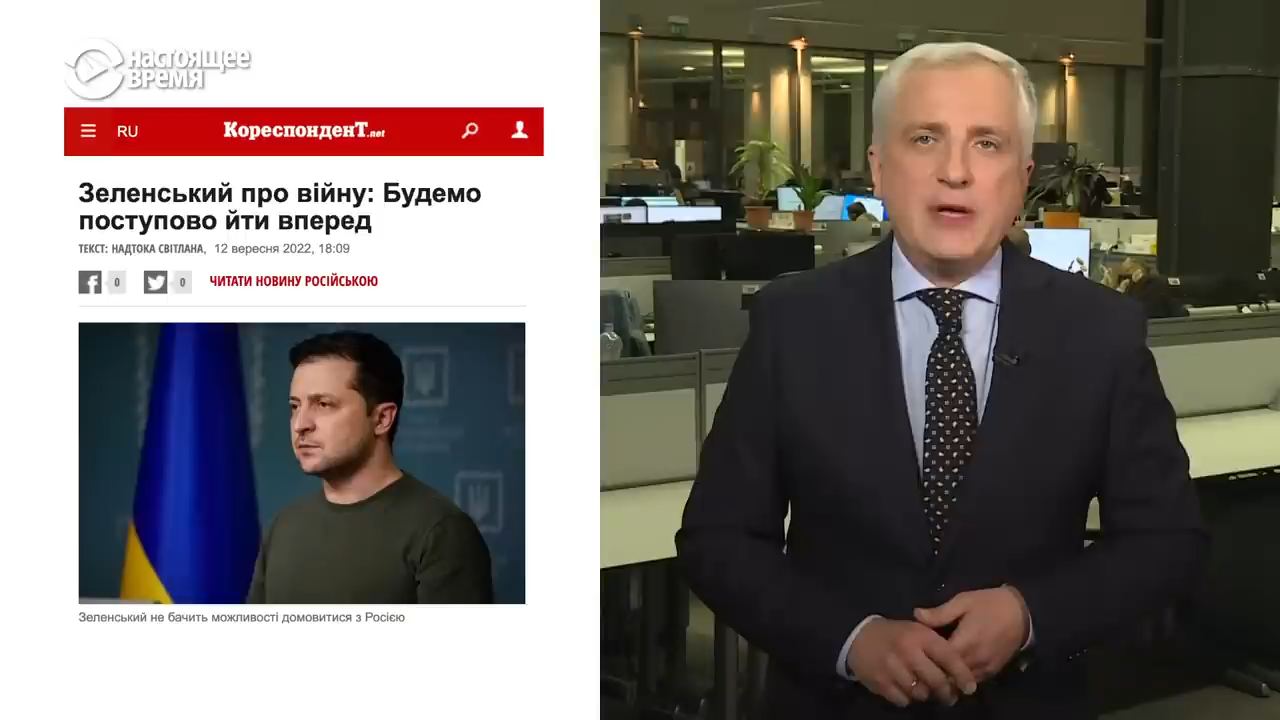 настоящее
время
RU
КореспонденТ.net
Зеленський про війну: Будемо
поступово йти вперед
ТЕКСТ: НАДТОКА СВІТЛАНА, 12 вересня 2022, 18:09
0 0 ЧИТАТИ НОВИНУ РОСІЙСЬКОЮ
Зеленський не бачить можливості домовитися з Росією